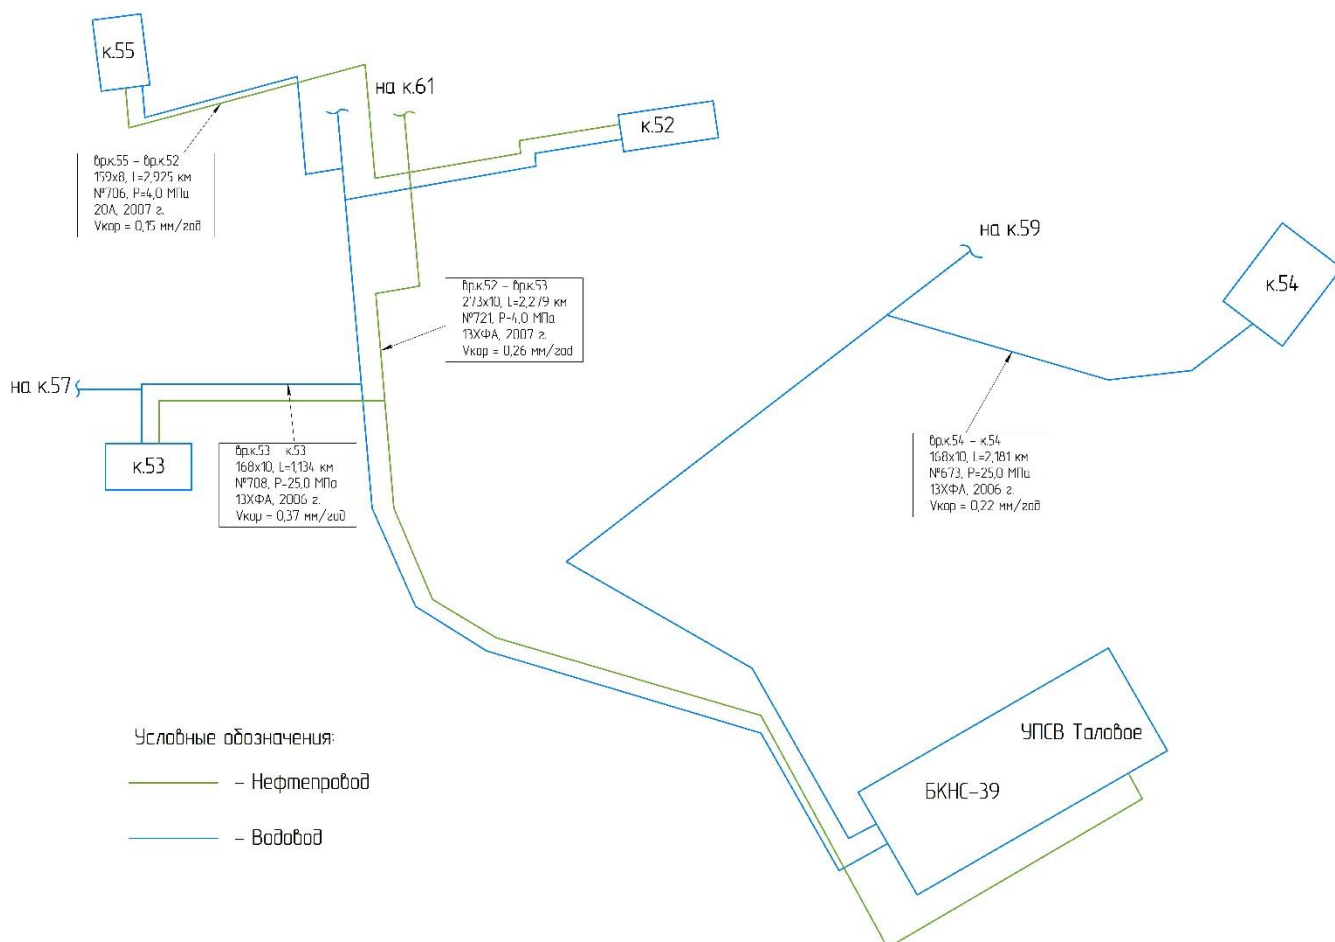 к.55
на к.61
к.52
вр.к.55 – вр.к.52
159х8, L=2,925 км
№706, Р=4,0 МПа
20А, 2007 г.
Vкор = 0,15 мм/год
на к.59
к.54
вр.к.52 – вр.к.53
273х10, L=2,279 км
№721, Р=4,0 МПа
13ХФА, 2007 г.
Vкор = 0,26 мм/год
на к.57
к.53
вр.к.53 к.53
168х10, L=1,134 км
№708, Р=25,0 МПа
13ХФА, 2006 г.
Vкор = 0,37 мм/год
вр.к.54 – к.54
168х10, L=2,181 км
№673, Р=25,0 МПа
13ХФА, 2006 г.
Vкор = 0,22 мм/год
УПСВ Таловое
БКНС-39
Условные обозначения:
– Нефтепровод
– Водовод